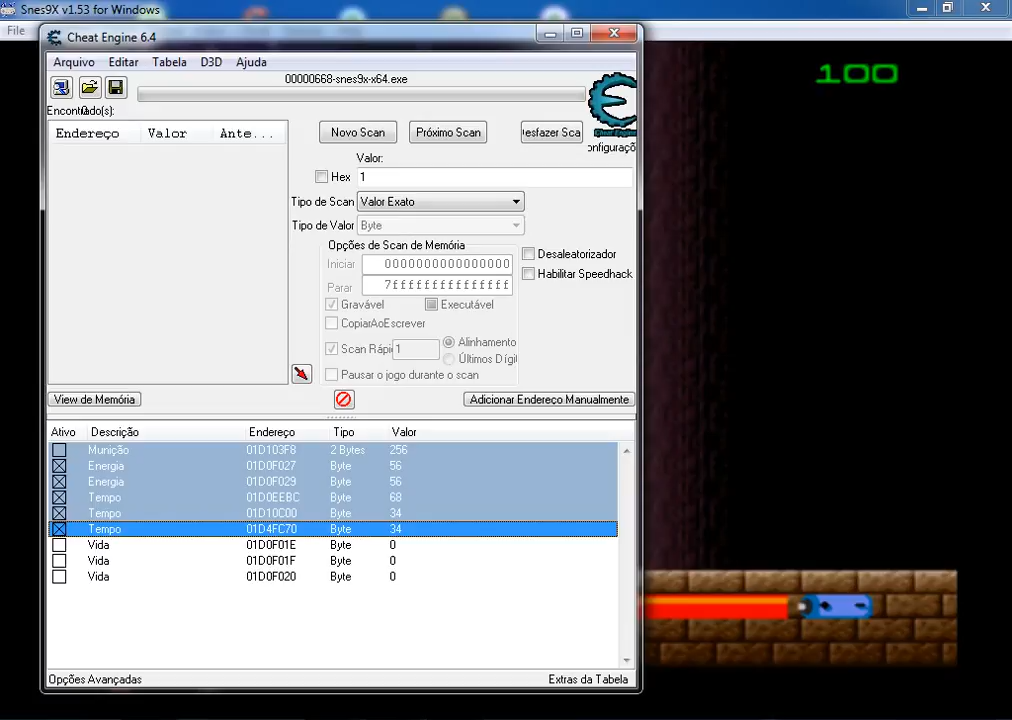 Snes9X v1.53 for Windows
File
Cheat Engine 6.4
Arquivo Editar Tabela D3D Ajuda
00000668-snes9x-x64.exe
100
Endereço Valor Ante...
Novo Scan Próximo Scan
Cheat Engine
onfiguraçõ
Valor:
Hex 1
Tipo de Scan Valor Exato
Tipo de Valor Byte
Opções de Scan de Memória
Iniciar 0000000000000000
Parar 7fffffffffffffff
Desaleatorizador
Habilitar Speedhack
Gravável Executável
CopiarAoEscrever
Scan Rápi 1 Alinhamento
Últimos Dígi
Pausar o jogo durante o scan
View de Memória Adicionar Endereço Manualmente
Ativo Descrição Endereço Tipo Valor
Munição 01D103F8 2 Bytes 256
Energia 01D0F027 Byte 56
Energia 01D0F029 Byte 56
Tempo 01D0EEBC Byte 68
Tempo 01D10C00 Byte 34
Tempo 01D4FC70 Byte 34
Vida 01D0F01E Byte 0
Vida 01D0F01F Byte 0
Vida 01D0F020 Byte 0
Opções Avançadas Extras da Tabela